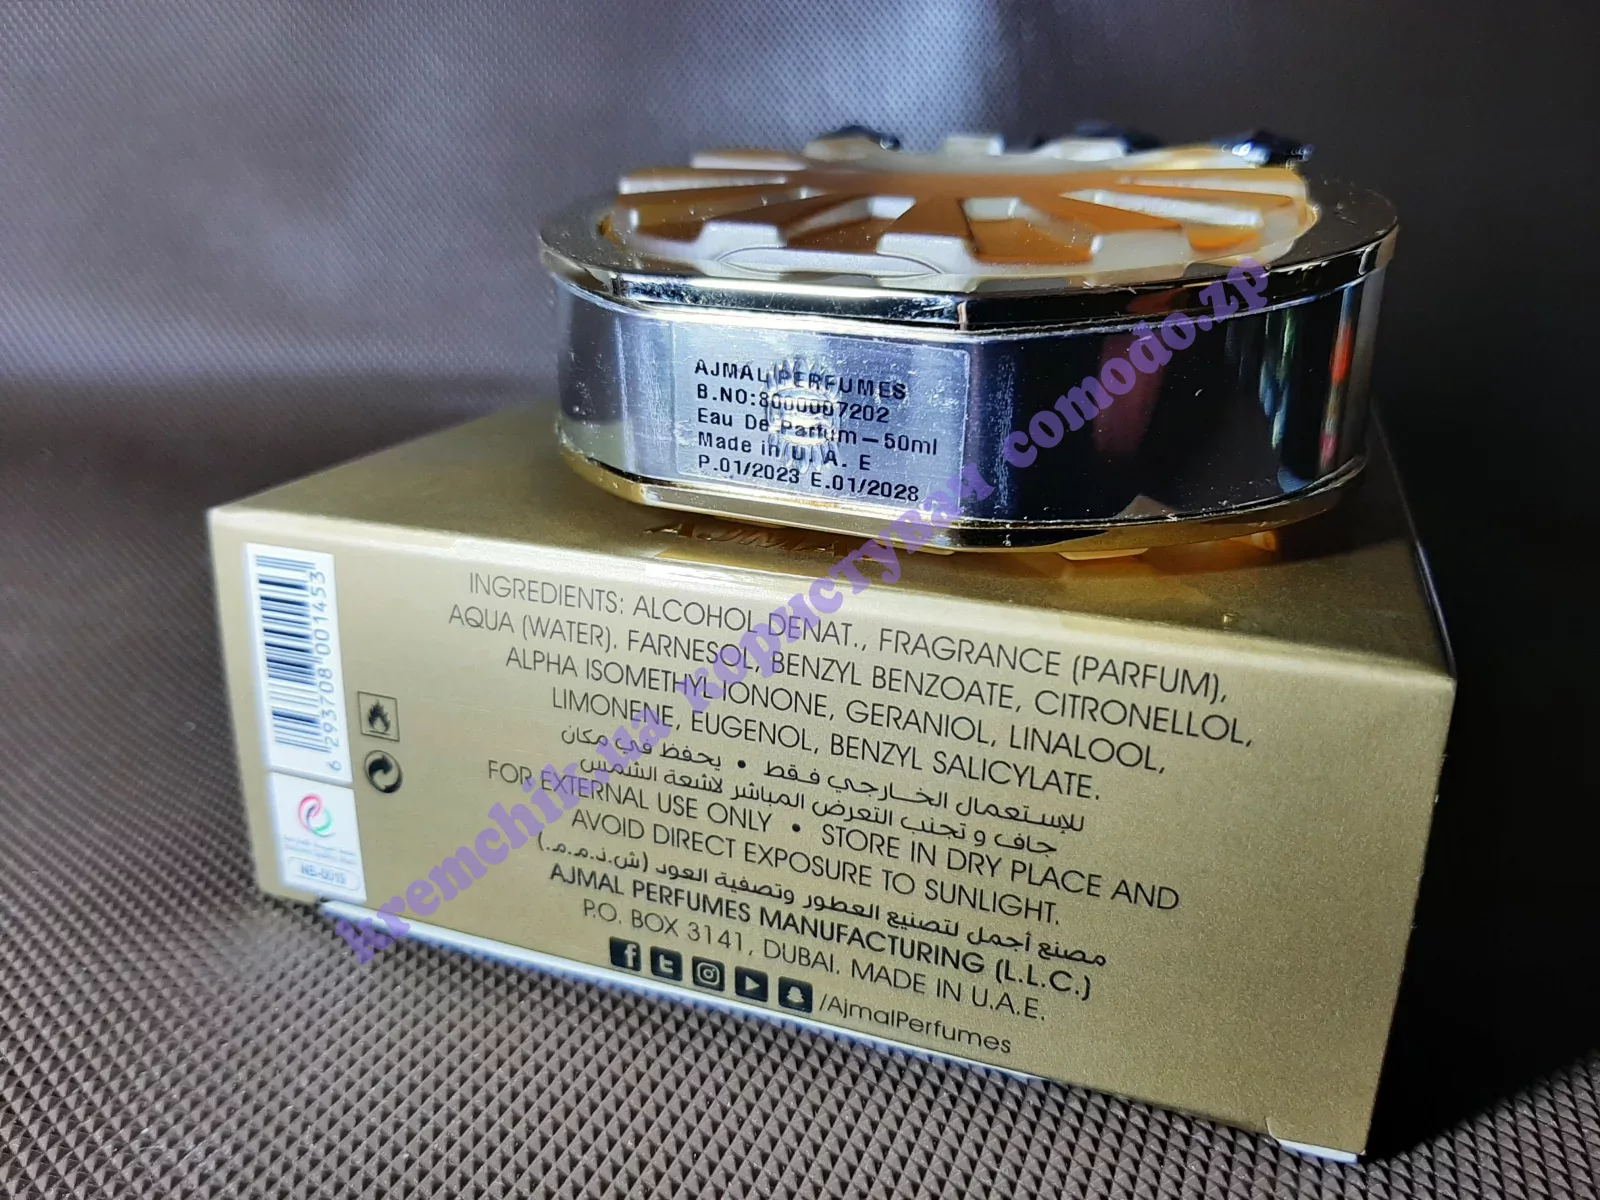 AJMAL PERFUMES
B.NO:8000007202
Eau De Parfum – 50ml
Made in U. A. E
P.01/2023 E.01/2028
INGREDIENTS: ALCOHOL DENAT., FRAGRANCE (PARFUM),
AQUA (WATER). FARNESOL, BENZYL BENZOATE, CITRONELLOL,
ALPHA ISOMETHYL IONONE, GERANIOL, LINALOOL,
LIMONENE, EUGENOL, BENZYL SALICYLATE.
للإستعمال الخارجي فقط • يحفظ في مكان
جاف و تجنب التعرض المباشر لاشعة الشمس
FOR EXTERNAL USE ONLY • STORE IN DRY PLACE AND
AVOID DIRECT EXPOSURE TO SUNLIGHT.
مصنع أجمل لتصنيع العطور وتصفية العود (ش.ذ.م.م.)
AJMAL PERFUMES MANUFACTURING (L.L.C.)
P.O. BOX 3141, DUBAI. MADE IN U.A.E.
/AjmalPerfumes
6 293708 001453
NB-0019
kremchik.ua користувач comodo.zp